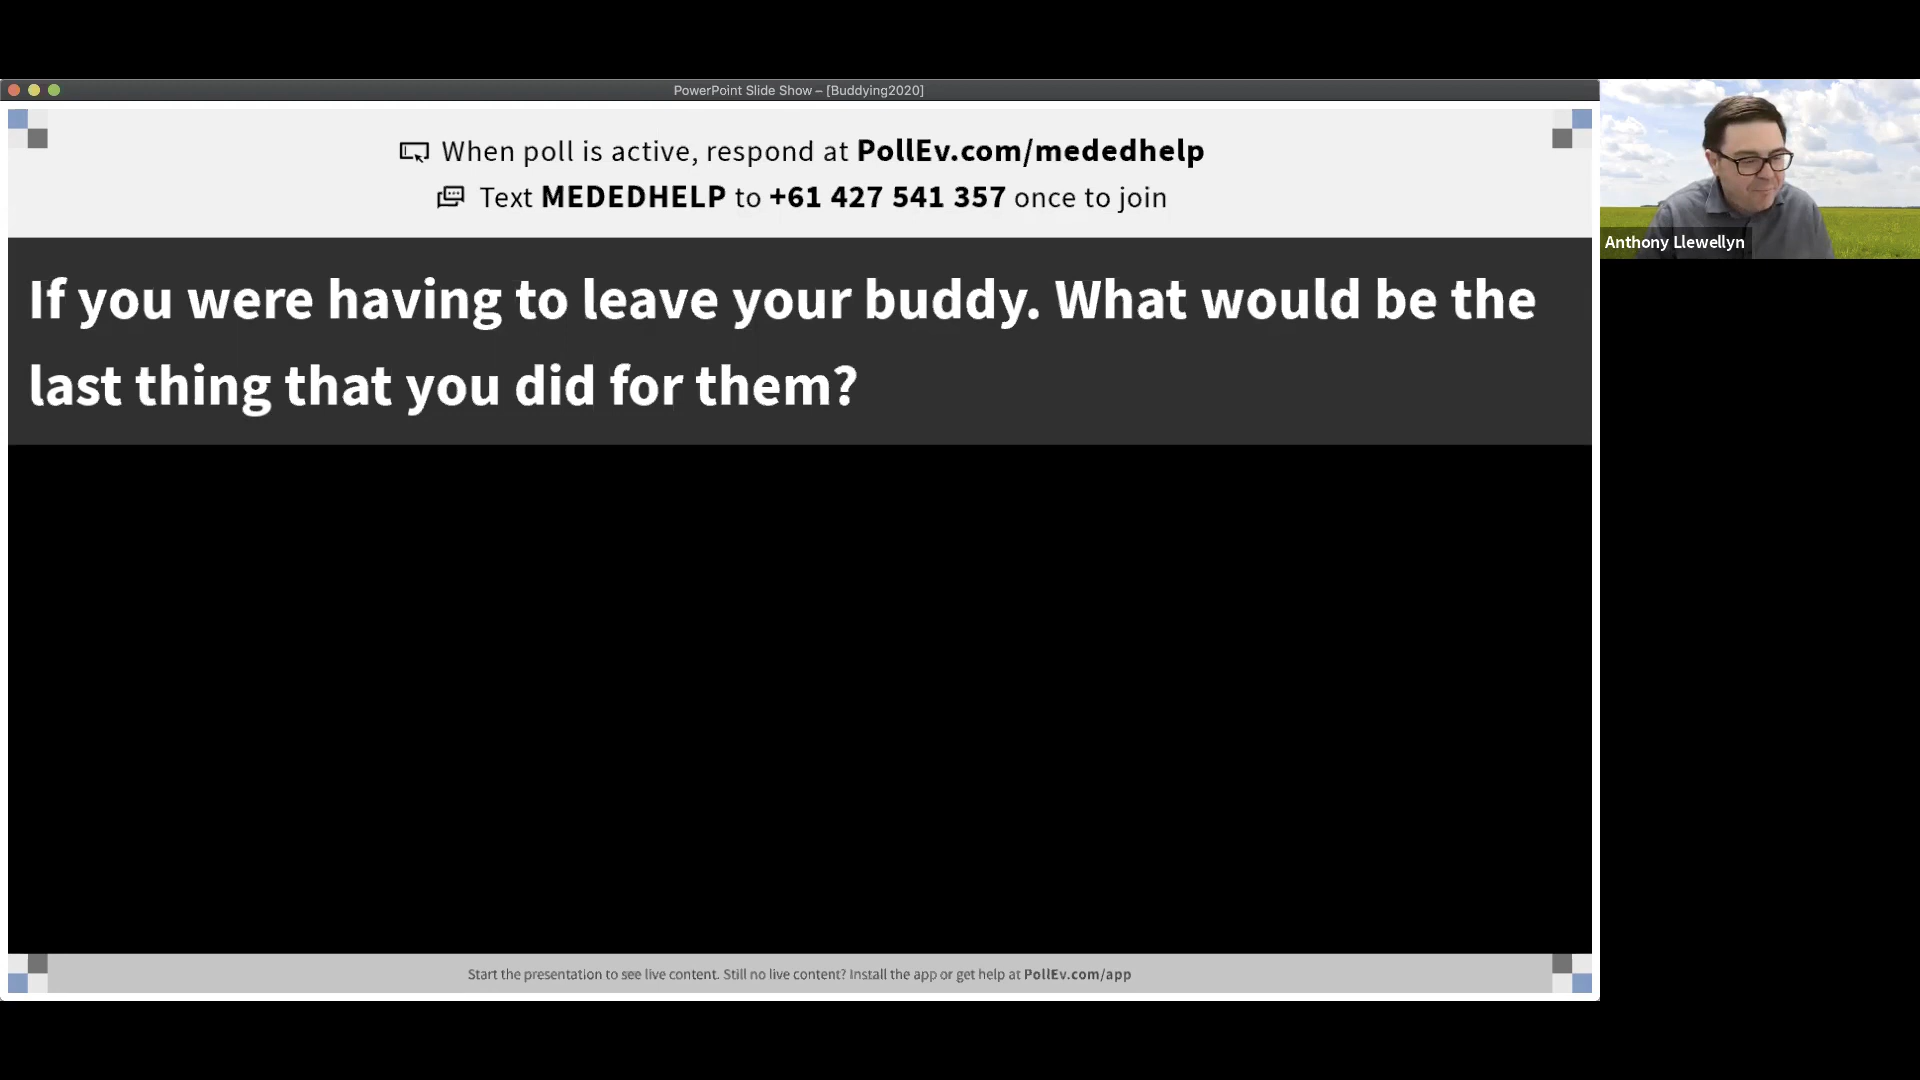 PowerPoint Slide Show – [Buddying2020]
When poll is active, respond at PollEv.com/mededhelp
Text MEDEDHELP to +61 427 541 357 once to join
Anthony Llewellyn
If you were having to leave your buddy. What would be the
last thing that you did for them?
Start the presentation to see live content. Still no live content? Install the app or get help at PollEv.com/app